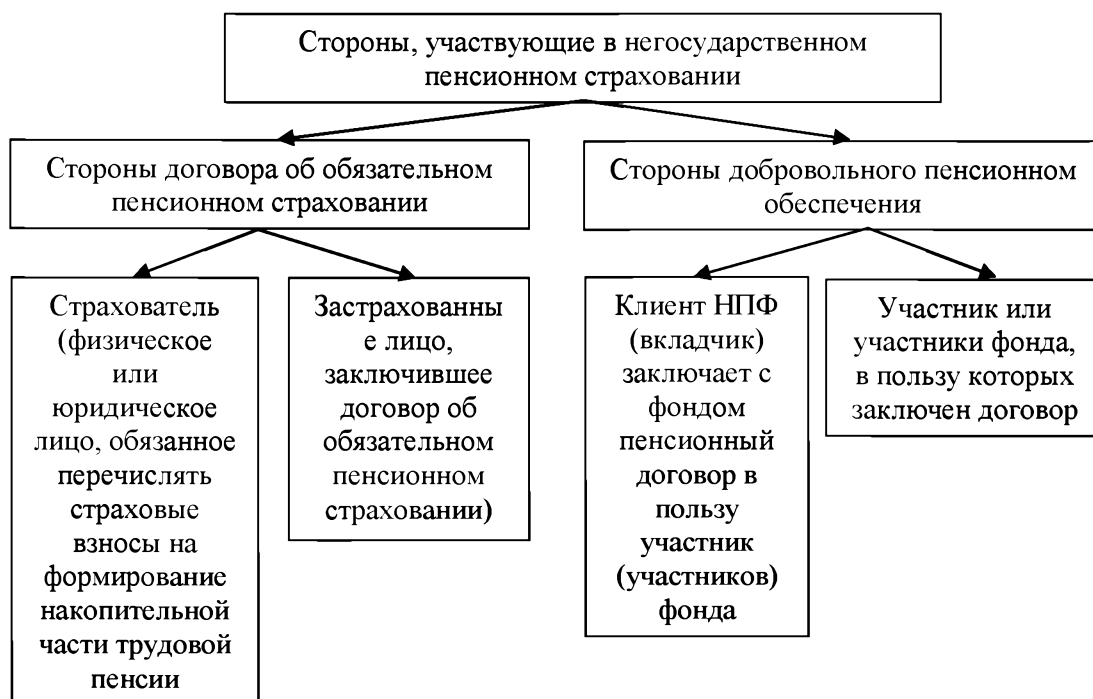 Стороны, участвующие в негосударственном
пенсионном страховании
Стороны договора об обязательном
пенсионном страховании
Стороны добровольного пенсионном
обеспечения
Страхователь
(физическое
или
юридическое
лицо, обязанное
перечислять
страховые
взносы на
формирование
накопительной
части трудовой
пенсии
Застрахованны
е лицо,
заключившее
договор об
обязательном
пенсионном
страховании)
Клиент НПФ
(вкладчик)
заключает с
фондом
пенсионный
договор в
пользу
участник
(участников)
фонда
Участник или
участники фонда,
в пользу которых
заключен договор